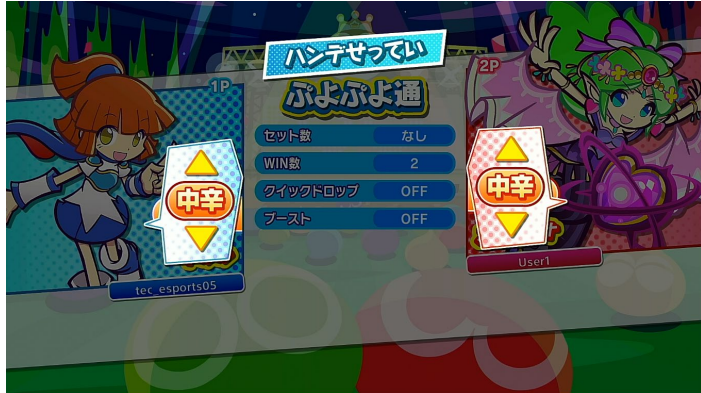 ハンデせってい
1P
2P
ぷよぷよ通
セット数 なし
WIN数 2
クイックドロップ OFF
ブースト OFF
中辛
中辛
tec_esports05
User1